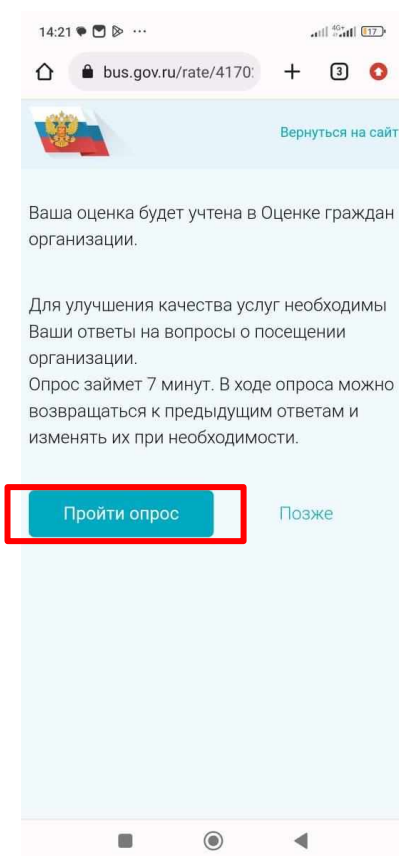 14:21
4G
17
bus.gov.ru/rate/4170
3
Вернуться на сайт
Ваша оценка будет учтена в Оценке граждан
организации.
Для улучшения качества услуг необходимы
Ваши ответы на вопросы о посещении
организации.
Опрос займет 7 минут. В ходе опроса можно
возвращаться к предыдущим ответам и
изменять их при необходимости.
Пройти опрос
Позже